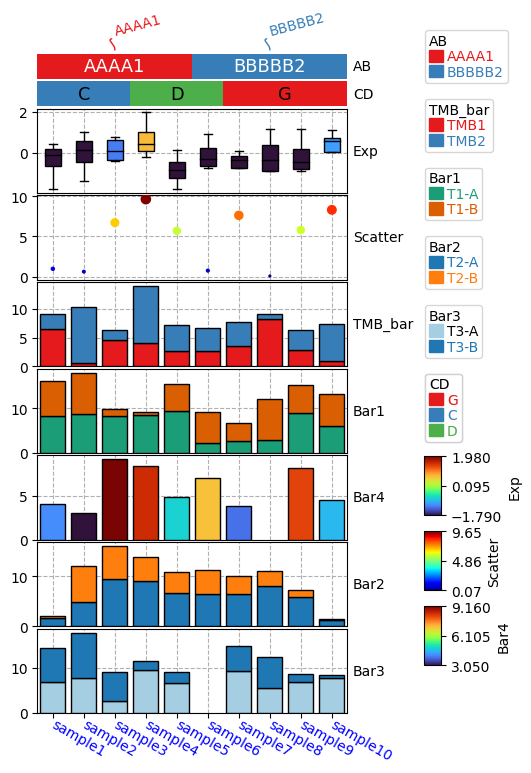 AAAA1
BBBBB2
AAAA1 BBBBB2 AB
C D G CD
2
0
Exp
10
5
0
Scatter
10
5
0
TMB_bar
10
0
Bar1
5
0
Bar4
10
0
Bar2
10
0
Bar3
sample1 sample2 sample3 sample4 sample5 sample6 sample7 sample8 sample9 sample10
AB
AAAA1
BBBBB2
TMB_bar
TMB1
TMB2
Bar1
T1-A
T1-B
Bar2
T2-A
T2-B
Bar3
T3-A
T3-B
CD
G
C
D
1.980
0.095
−1.790
Exp
9.65
4.86
0.07
Scatter
9.160
6.105
3.050
Bar4